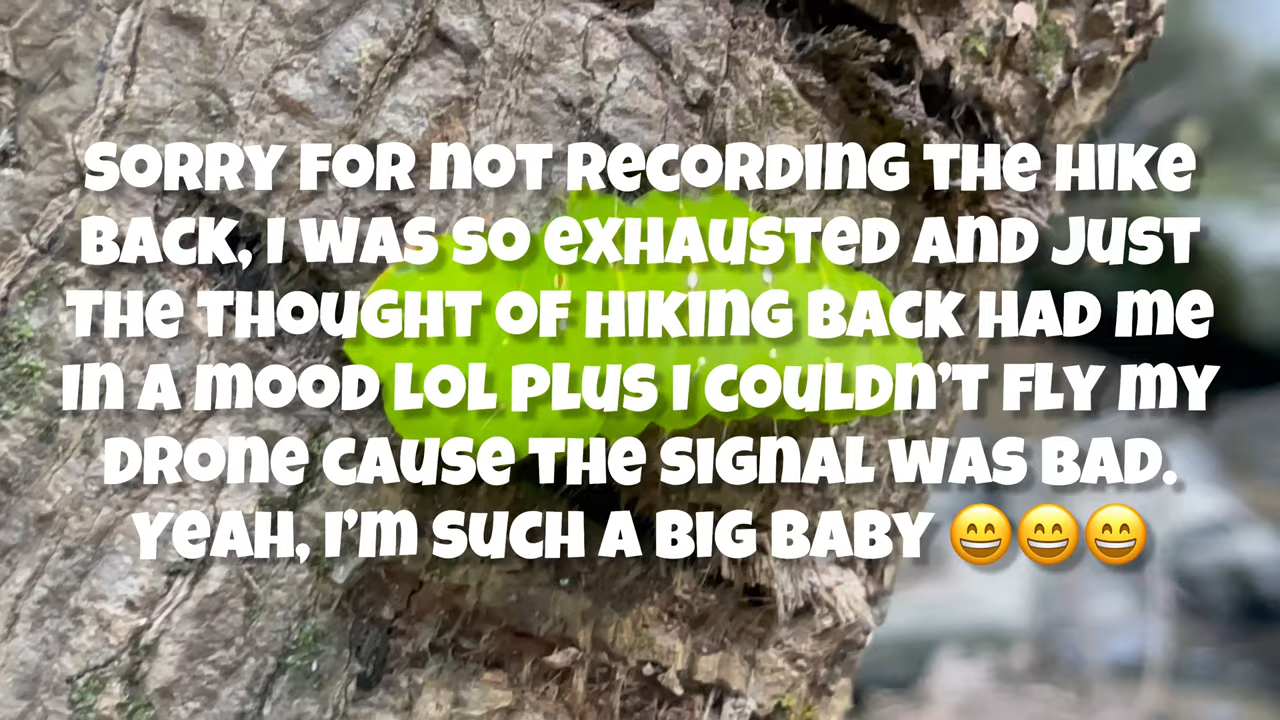 SORRY FOR NOT RECORDING THE HIKE
BACK, I WAS SO EXHAUSTED AND JUST
THE THOUGHT OF HIKING BACK HAD ME
IN A MOOD LOL PLUS I COULDN'T FLY MY
DRONE CAUSE THE SIGNAL WAS BAD.
YEAH, I'M SUCH A BIG BABY 😄😄😄